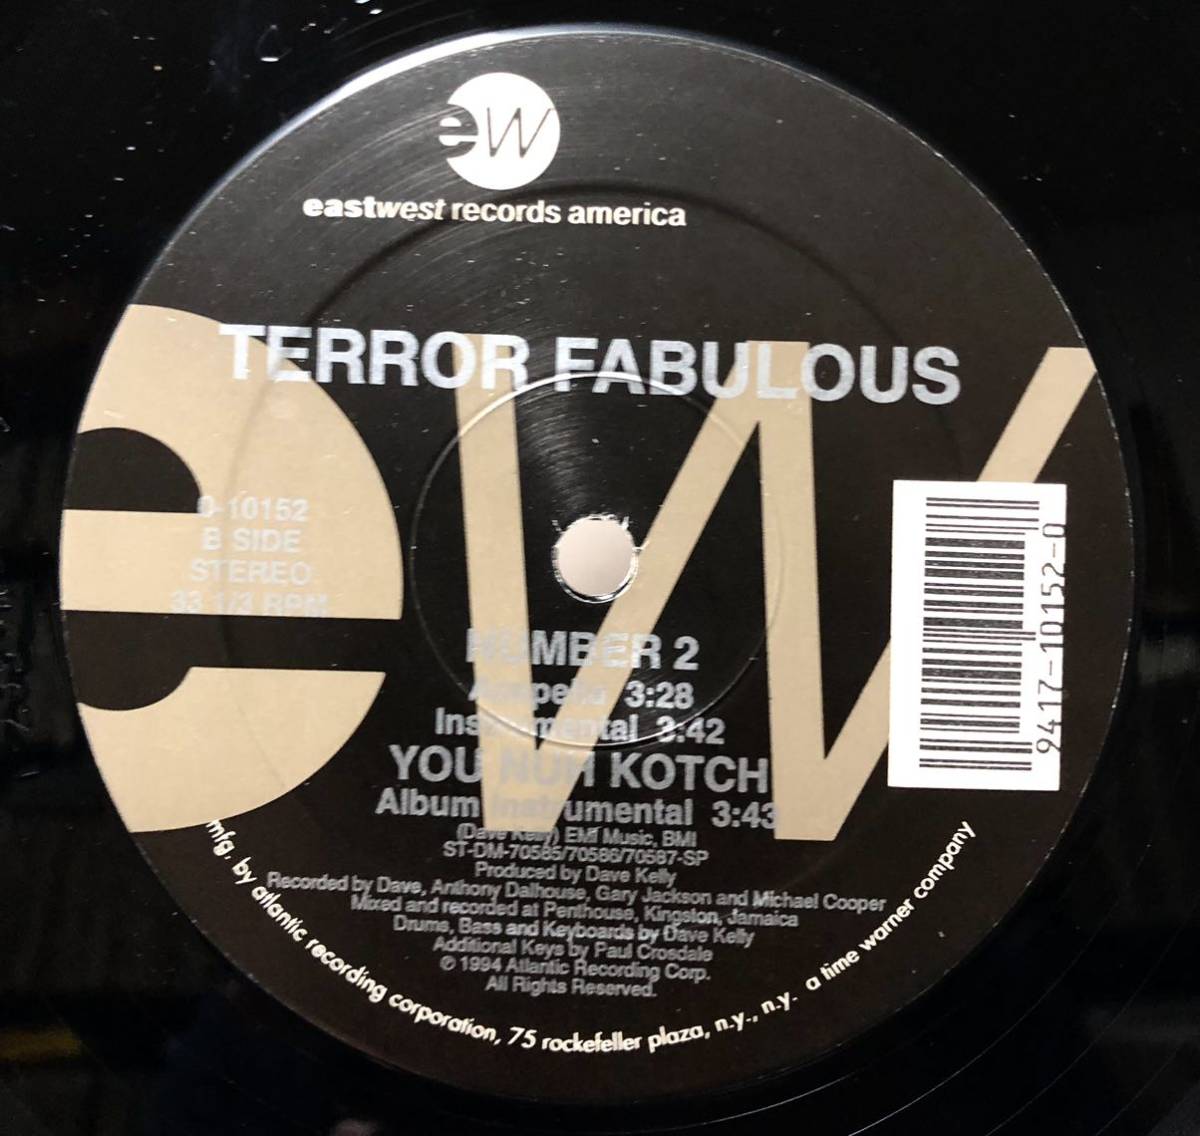 ew
eastwest records america
TERROR FABULOUS
0-10152
B SIDE
STEREO
33 1/3 RPM
ew
NUMBER 2
Acapella 3:28
Instrumental 3:42
YOU NUH KOTCH
Album Instrumental 3:43
(Dave Kelly) EMI Music, BMI
ST-DM-70585/70586/70587-SP
Produced by Dave Kelly
Recorded by Dave, Anthony Dalhouse, Gary Jackson and Michael Cooper
Mixed and recorded at Penthouse, Kingston, Jamaica
Drums, Bass and Keyboards by Dave Kelly
Additional Keys by Paul Crosdale
℗ 1994 Atlantic Recording Corp.
All Rights Reserved.
mfg. by atlantic recording corporation, 75 rockefeller plaza, n.y., n.y. a time warner company
9417-10152-0